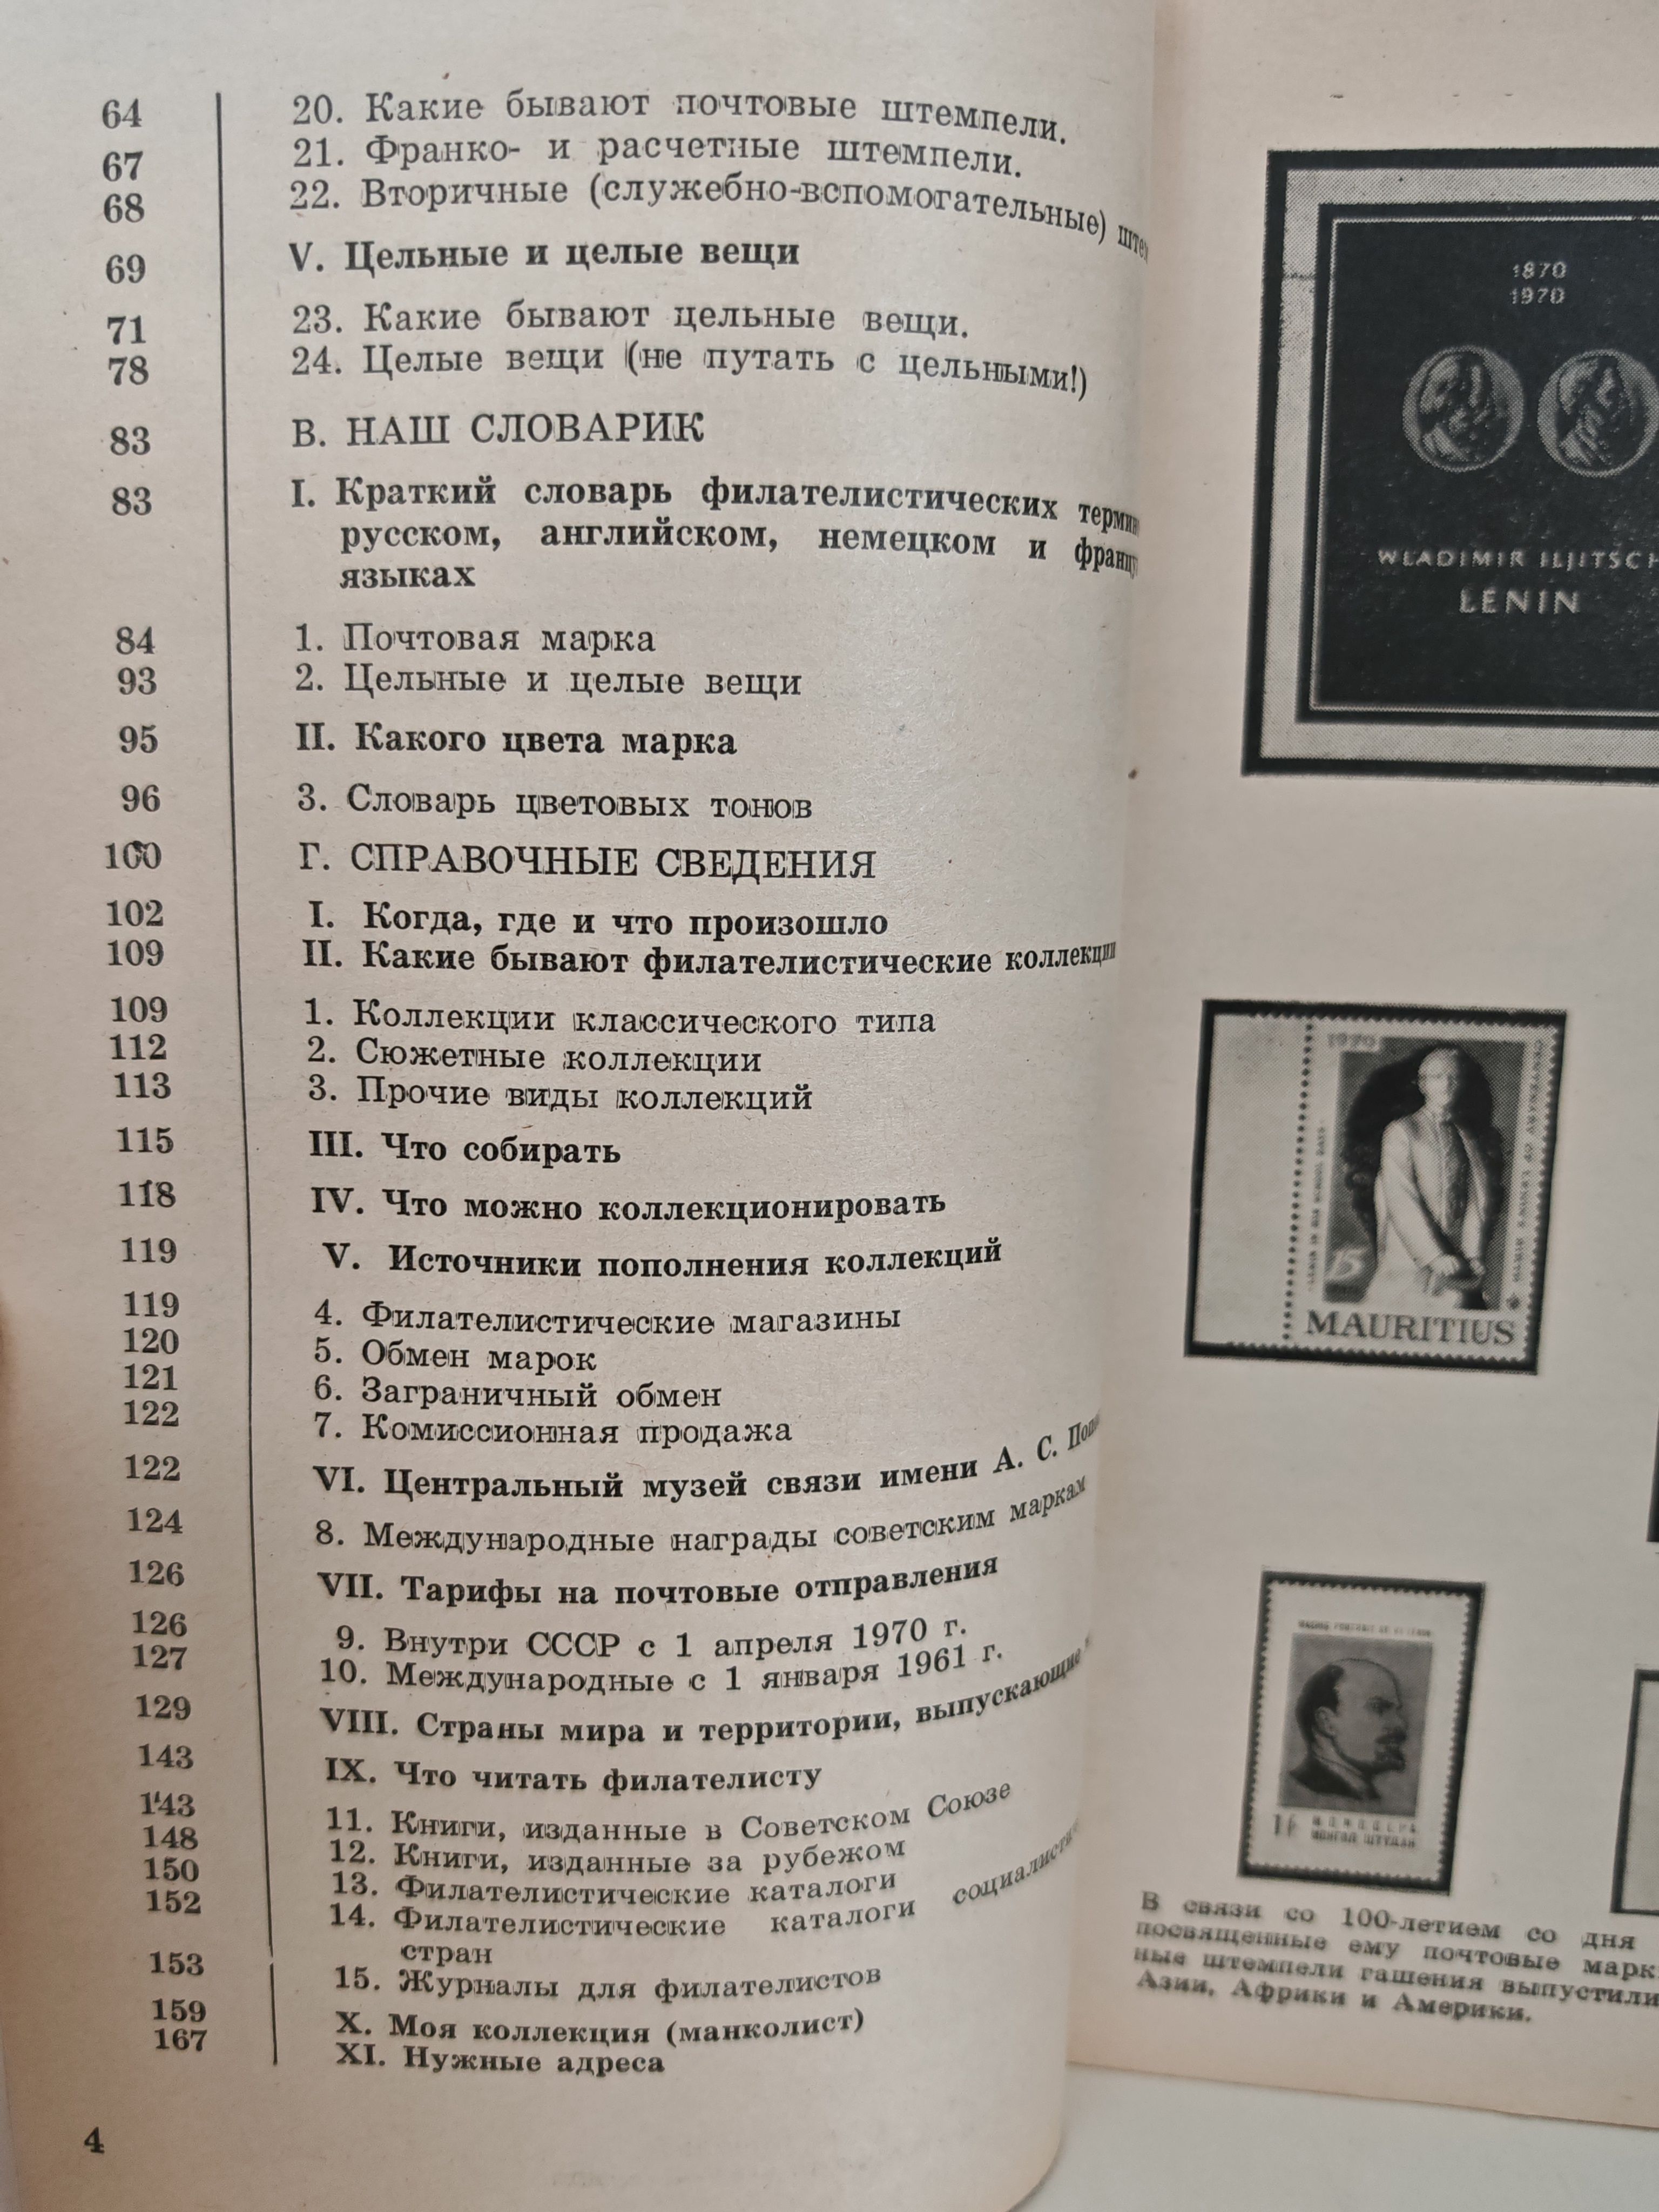 64 20. Какие бывают почтовые штемпели.
67 21. Франко- и расчетные штемпели.
68 22. Вторичные (служебно-вспомогательные)
69 V. Цельные и целые вещи
71 23. Какие бывают цельные вещи.
78 24. Целые вещи (не путать с цельными!)
83 В. НАШ СЛОВАРИК
83 I. Краткий словарь филателистических
русском, английском, немецком и
языках
84 1. Почтовая марка
93 2. Цельные и целые вещи
95 II. Какого цвета марка
96 3. Словарь цветовых тонов
100 Г. СПРАВОЧНЫЕ СВЕДЕНИЯ
102 I. Когда, где и что произошло
109 II. Какие бывают филателистические коллекции
109 1. Коллекции классического типа
112 2. Сюжетные коллекции
113 3. Прочие виды коллекций
115 III. Что собирать
118 IV. Что можно коллекционировать
119 V. Источники пополнения коллекций
119 4. Филателистические магазины
120 5. Обмен марок
121 6. Заграничный обмен
122 7. Комиссионная продажа
122 VI. Центральный музей связи имени А. С.
124 8. Международные награды советским маркам
126 VII. Тарифы на почтовые отправления
126 9. Внутри СССР с 1 апреля 1970 г.
127 10. Международные с 1 января 1961 г.
129 VIII. Страны мира и территории, выпускающие
143 IX. Что читать филателисту
143 11. Книги, изданные в Советском Союзе
148 12. Книги, изданные за рубежом
150 13. Филателистические каталоги
152 14. Филателистические каталоги
стран
153 15. Журналы для филателистов
159 X. Моя коллекция (манколист)
167 XI. Нужные адреса
4
1870
1970
WLADIMIR ILJITSCH
LENIN
1970
15
MAURITIUS
В связи со 100-летием со дня
посвященные ему почтовые
ные штемпели гашения выпустили
Азии, Африки и Америки.